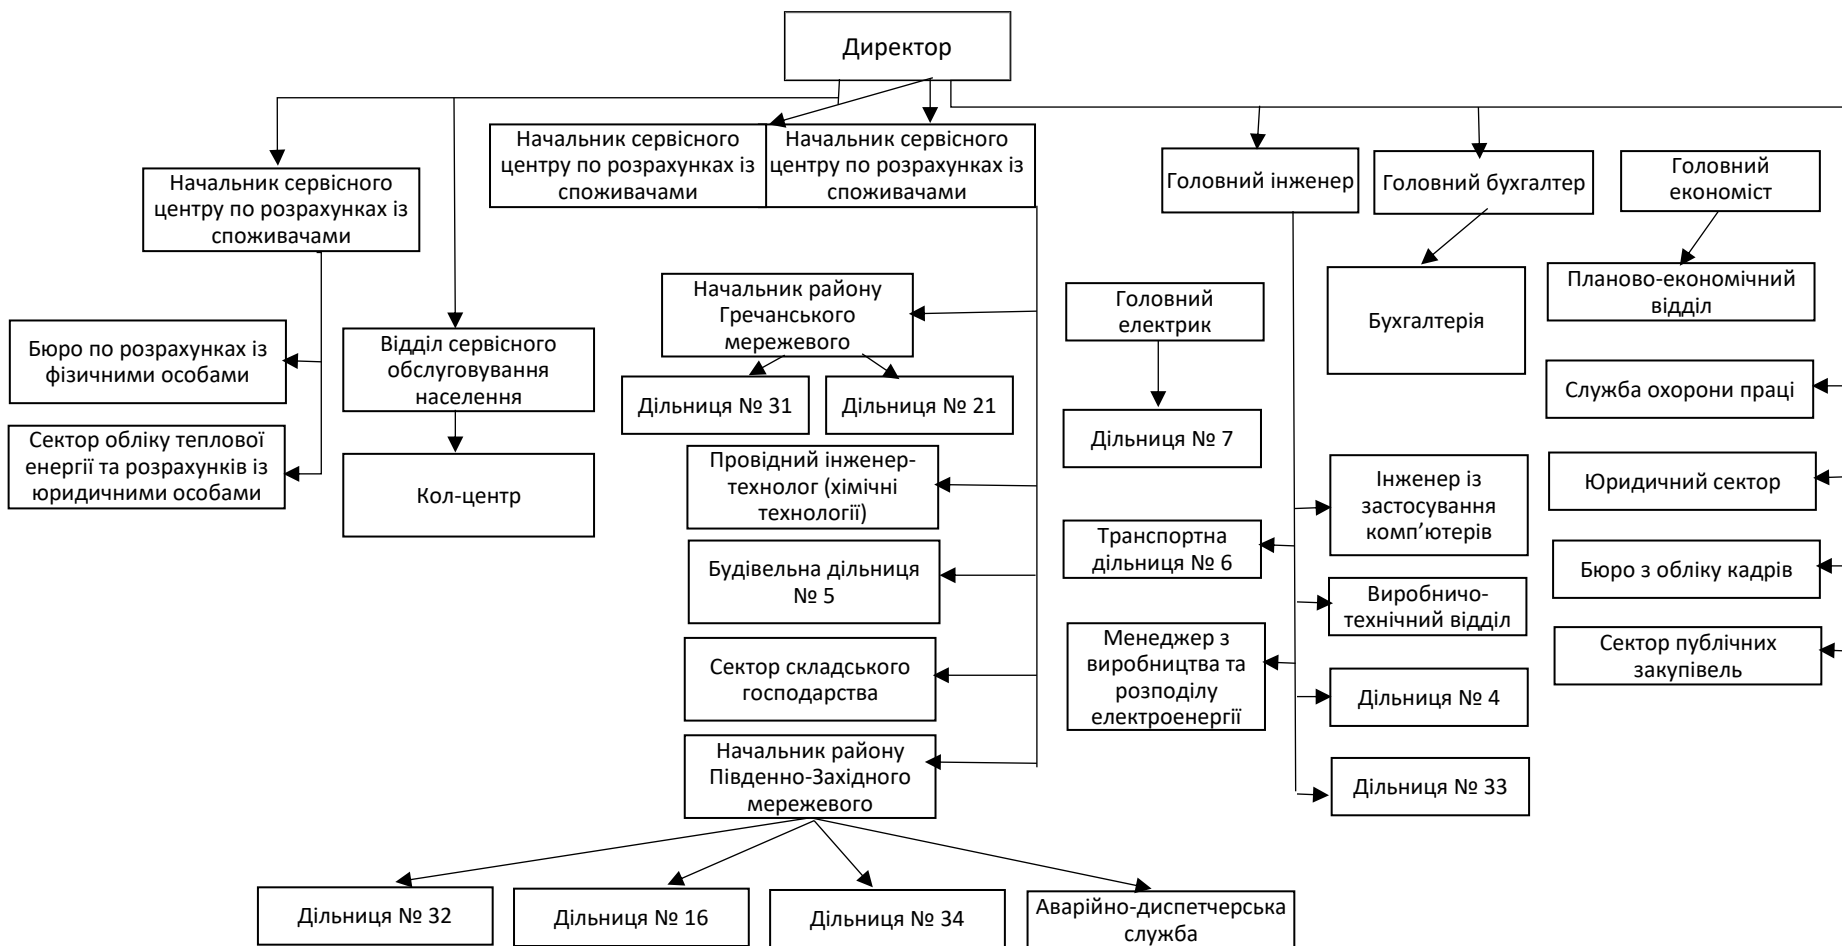 Директор
Начальник сервісного
центру по розрахунках із
споживачами
Начальник сервісного
центру по розрахунках із
споживачами
Начальник сервісного
центру по розрахунках із
споживачами
Головний інженер
Головний бухгалтер
Головний
економіст
Начальник району
Гречанського
мережевого
Головний
електрик
Бухгалтерія
Планово-економічний
відділ
Бюро по розрахунках із
фізичними особами
Відділ сервісного
обслуговування
населення
Дільниця № 31
Дільниця № 21
Служба охорони праці
Дільниця № 7
Сектор обліку теплової
енергії та розрахунків із
юридичними особами
Кол-центр
Провідний інженер-
технолог (хімічні
технології)
Інженер із
застосування
комп’ютерів
Юридичний сектор
Транспортна
дільниця № 6
Будівельна дільниця
№ 5
Бюро з обліку кадрів
Виробничо-
технічний відділ
Менеджер з
виробництва та
розподілу
електроенергії
Сектор публічних
закупівель
Сектор складського
господарства
Дільниця № 4
Начальник району
Південно-Західного
мережевого
Дільниця № 33
Дільниця № 32
Дільниця № 16
Дільниця № 34
Аварійно-диспетчерська
служба